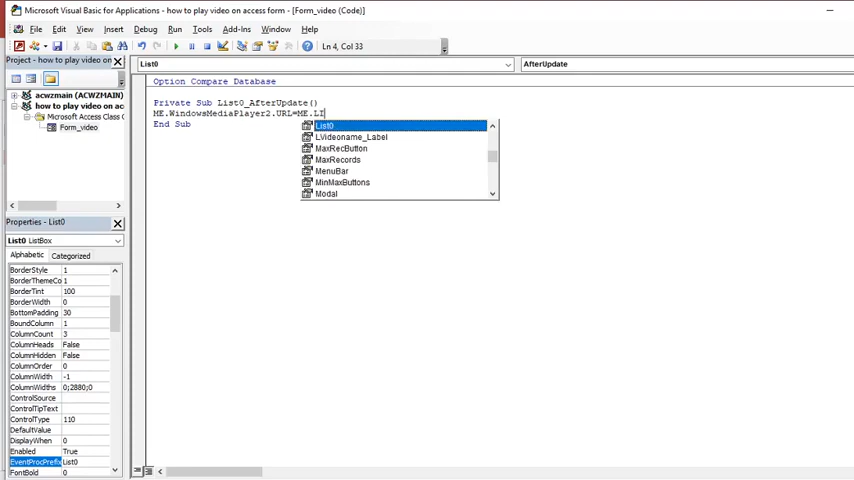 Microsoft Visual Basic for Applications - how to play video on access form - [Form_video (Code)]
File Edit View Insert Debug Run Tools Add-Ins Window Help
Ln 4, Col 33
Project - how to play video on
List0 AfterUpdate
acwzmain (ACWZMAIN
how to play video on ac
Microsoft Access Class C
Form_video
Option Compare Database
Private Sub List0_AfterUpdate()
ME.WindowsMediaPlayer2.URL=ME.LI
End Sub
List0
LVideoname_Label
MaxRecButton
MaxRecords
MenuBar
MinMaxButtons
Modal
Properties - List0
List0 ListBox
Alphabetic Categorized
BorderStyle 1
BorderThemeCo 1
BorderTint 100
BorderWidth 0
BottomPadding 30
BoundColumn 1
ColumnCount 3
ColumnHeads False
ColumnHidden False
ColumnOrder 0
ColumnWidth -1
ColumnWidths 0;2880;0
ControlSource
ControlTipText
ControlType 110
DefaultValue
DisplayWhen 0
Enabled True
EventProcPrefix List0
FontBold 0